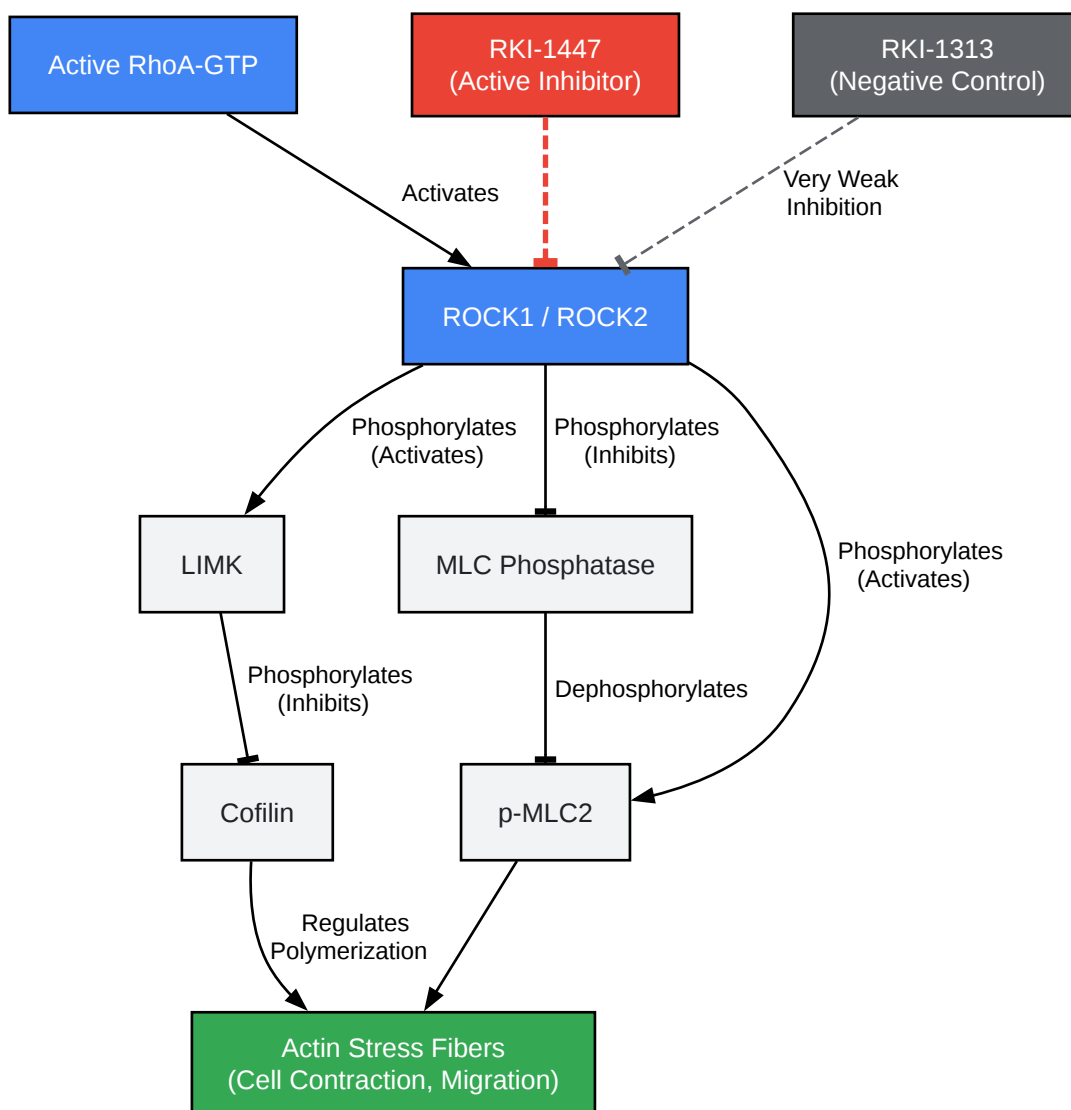 Active RhoA-GTP
RKI-1447
(Active Inhibitor)
RKI-1313
(Negative Control)
Activates
Very Weak
Inhibition
ROCK1 / ROCK2
Phosphorylates
(Activates)
Phosphorylates
(Inhibits)
Phosphorylates
(Activates)
LIMK
MLC Phosphatase
Phosphorylates
(Inhibits)
Dephosphorylates
Cofilin
p-MLC2
Regulates
Polymerization
Actin Stress Fibers
(Cell Contraction, Migration)